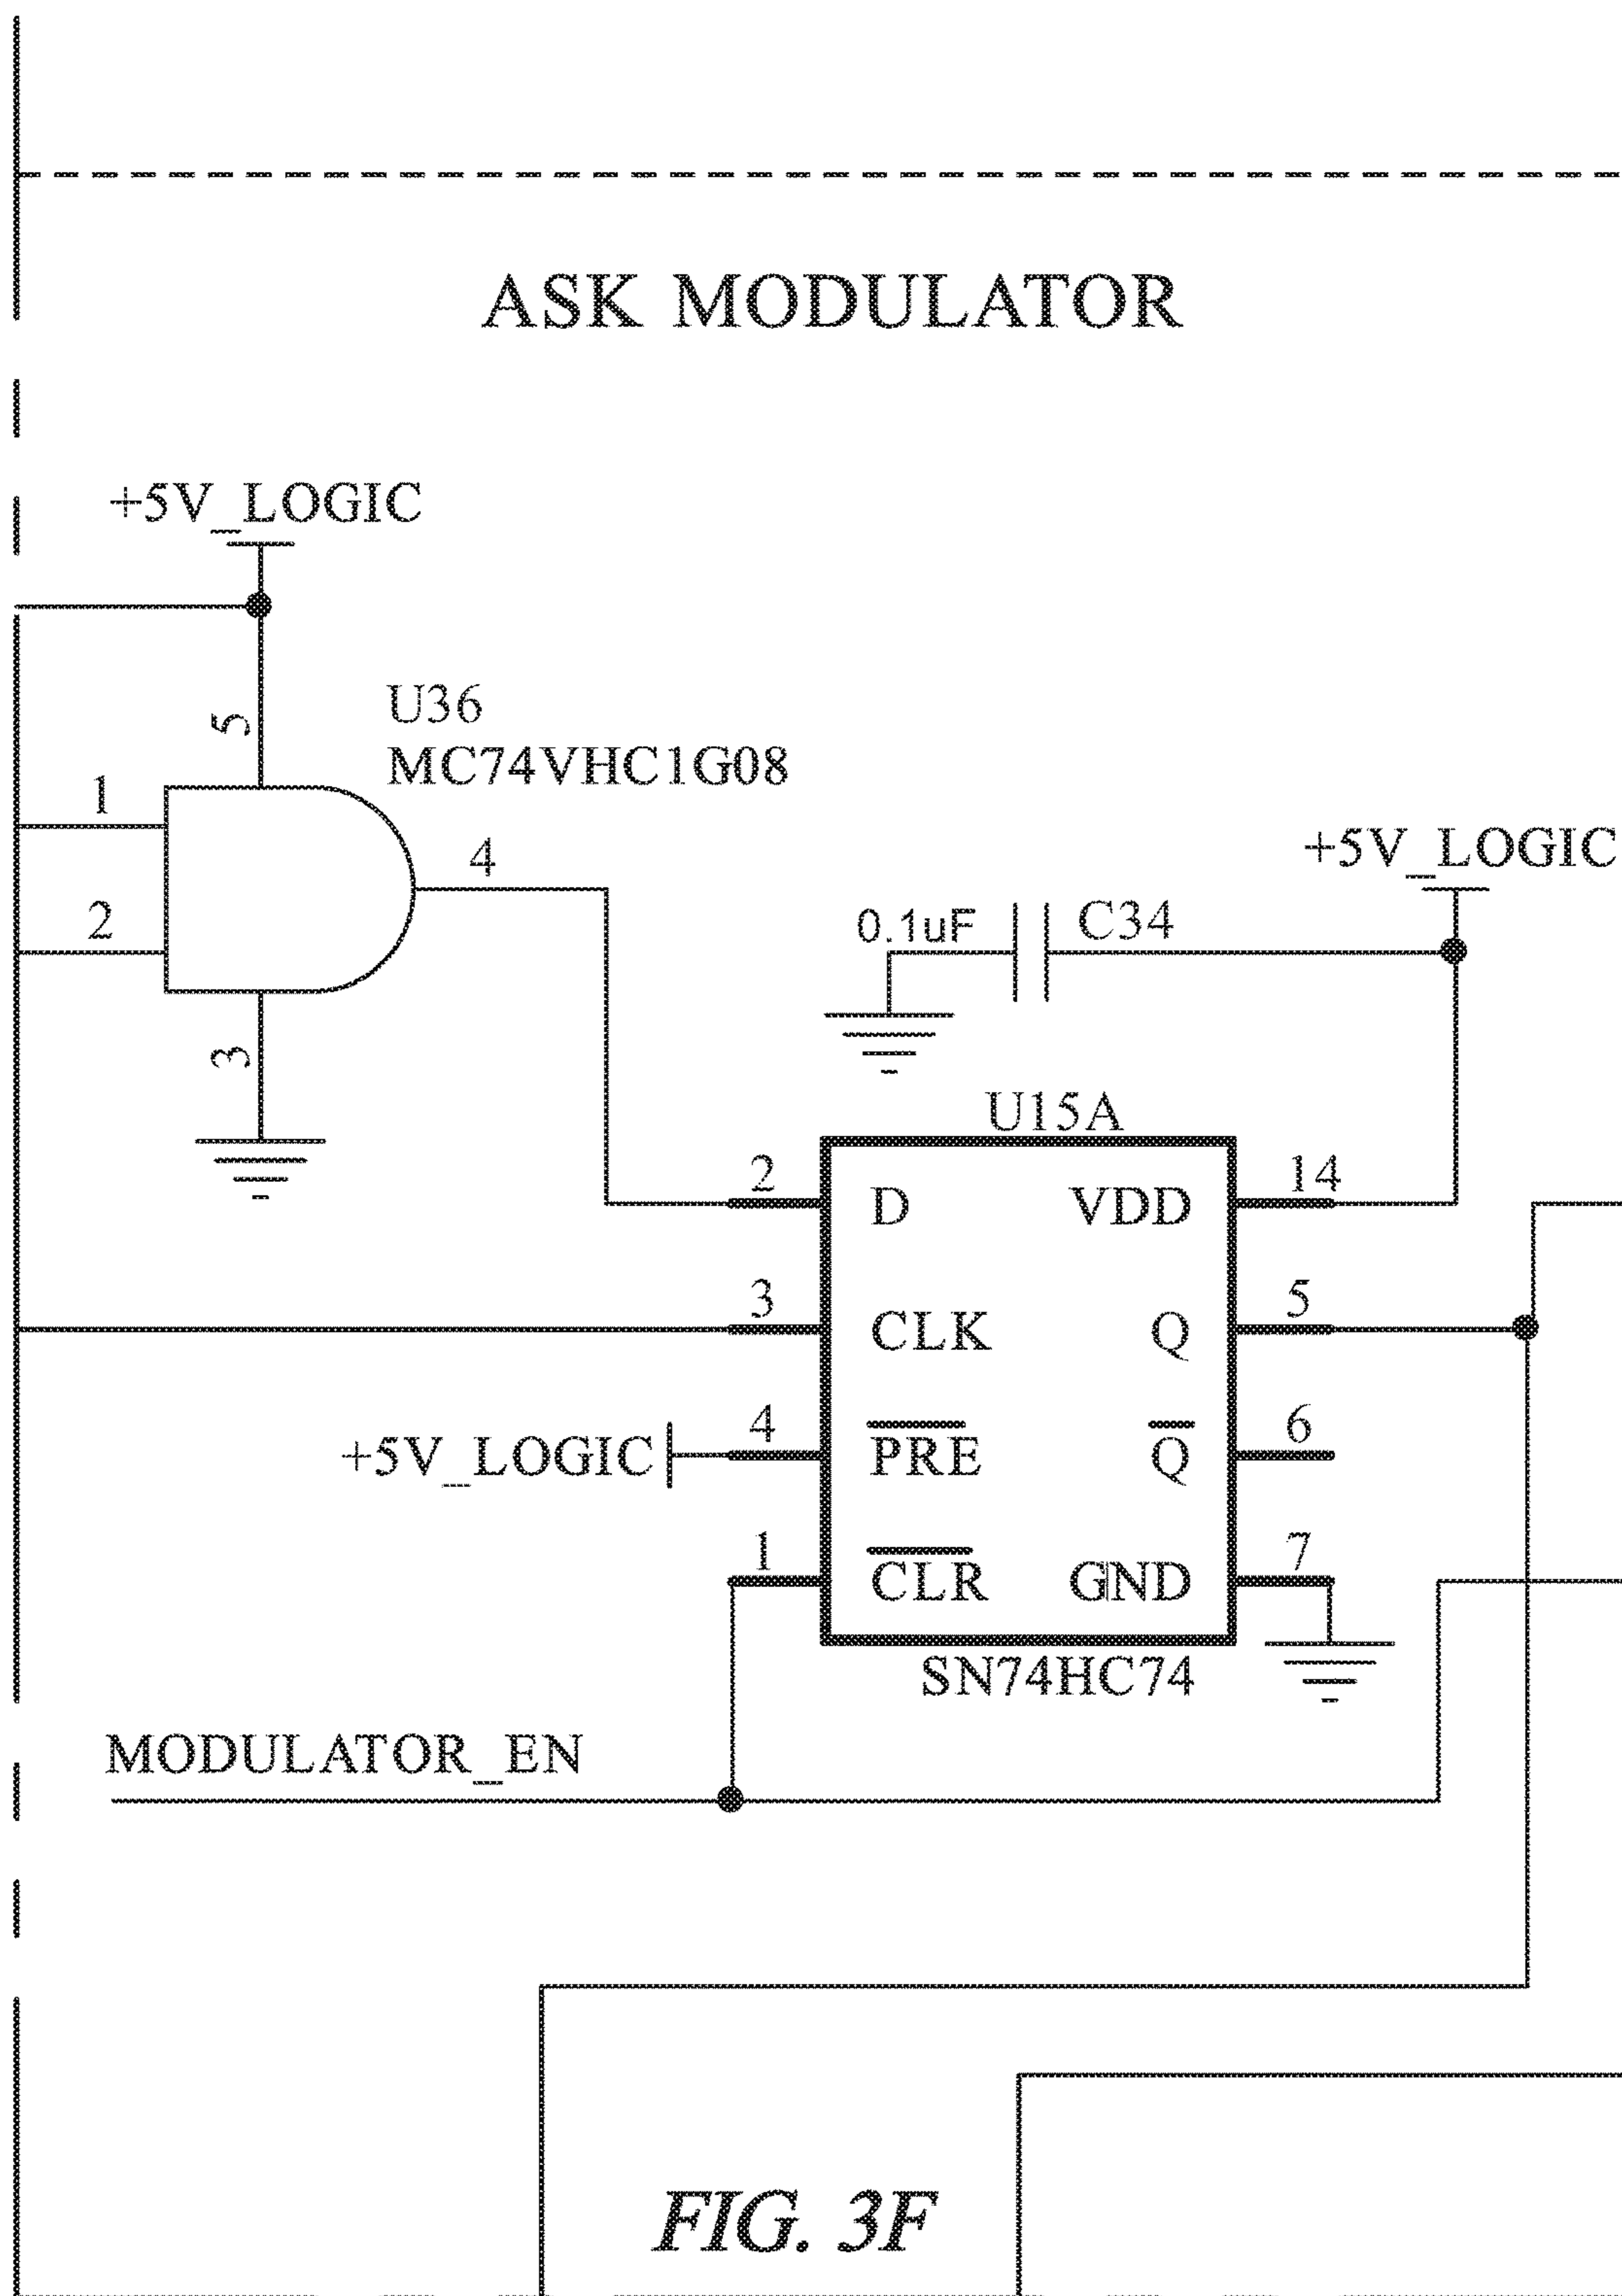 ASK MODULATOR
+5V_LOGIC
5
U36
MC74VHC1G08
1
4
2
3
+5V_LOGIC
0.1uF C34
U15A
2 D VDD 14
3 CLK Q 5
4 PRE Q 6
+5V_LOGIC
1 CLR GND 7
SN74HC74
MODULATOR_EN
FIG. 3F